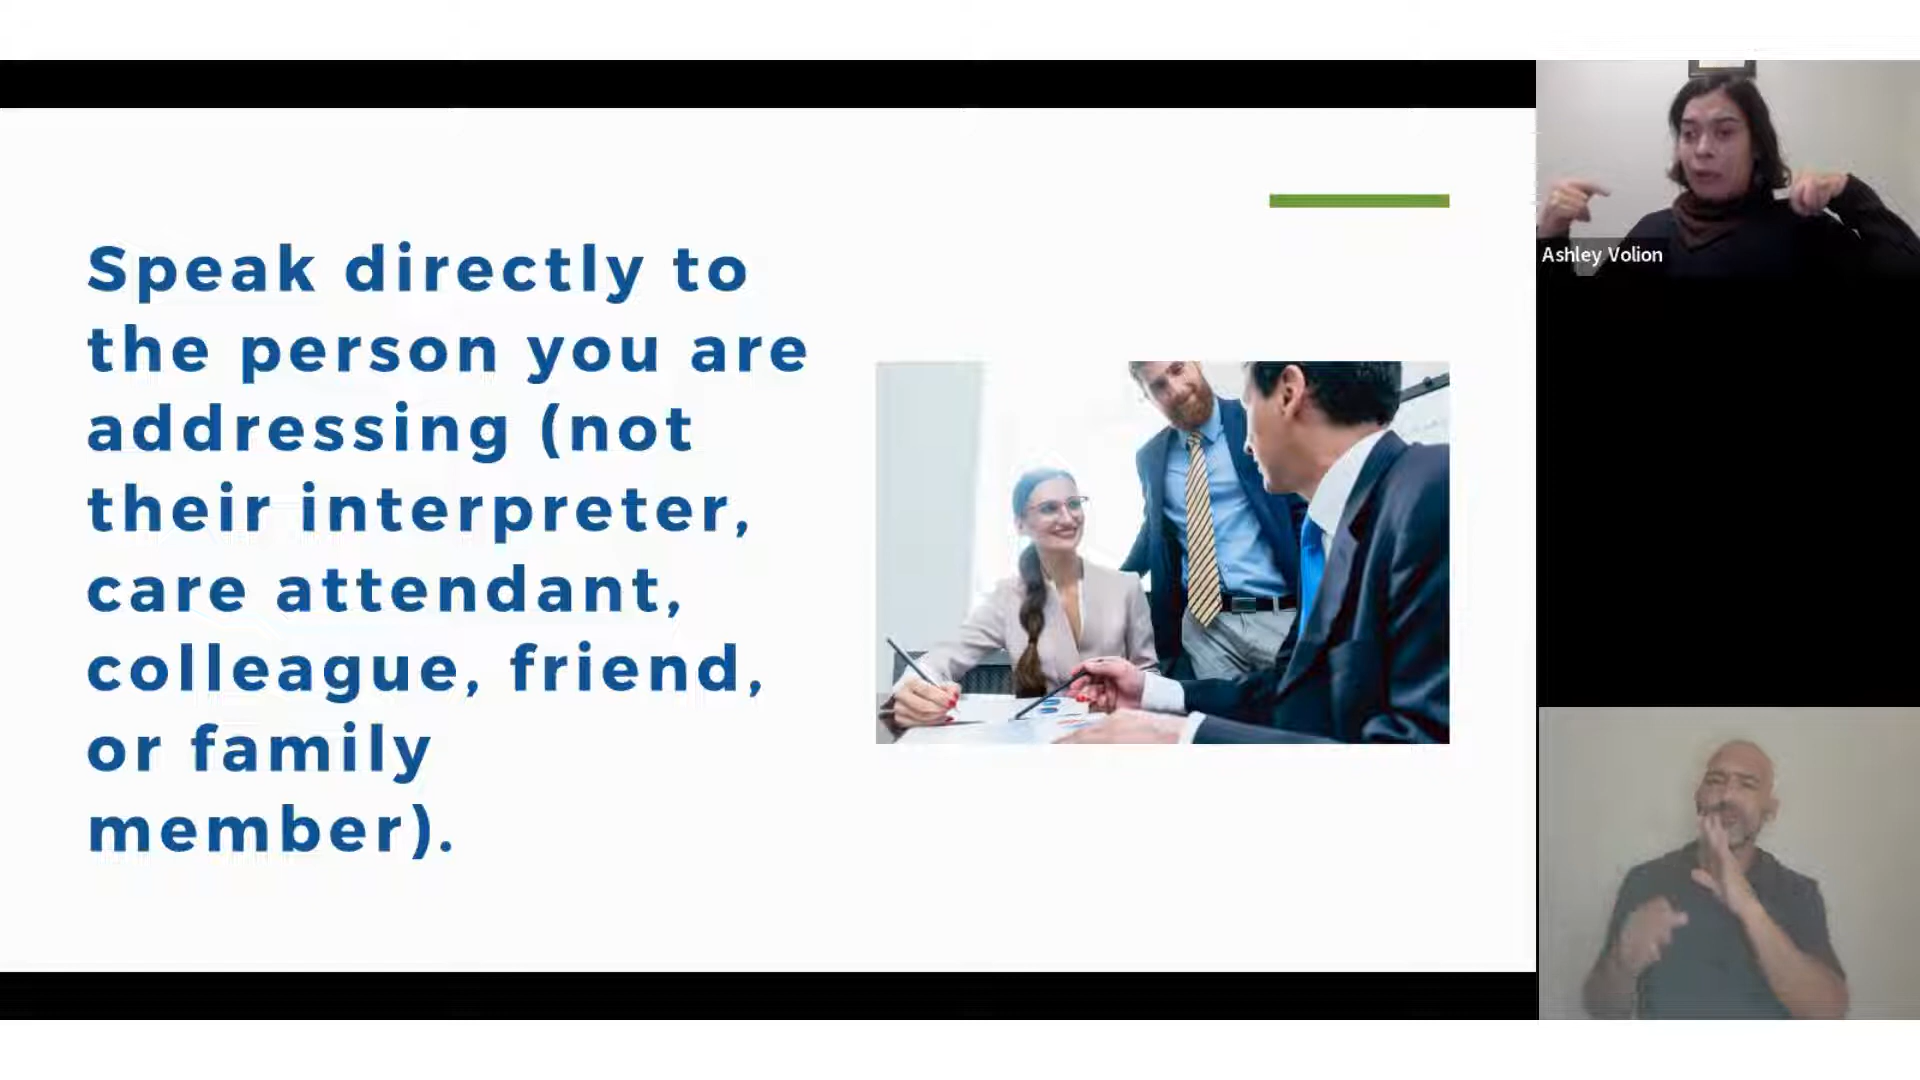 Speak directly to
the person you are
addressing (not
their interpreter,
care attendant,
colleague, friend,
or family
member).
Ashley Volion